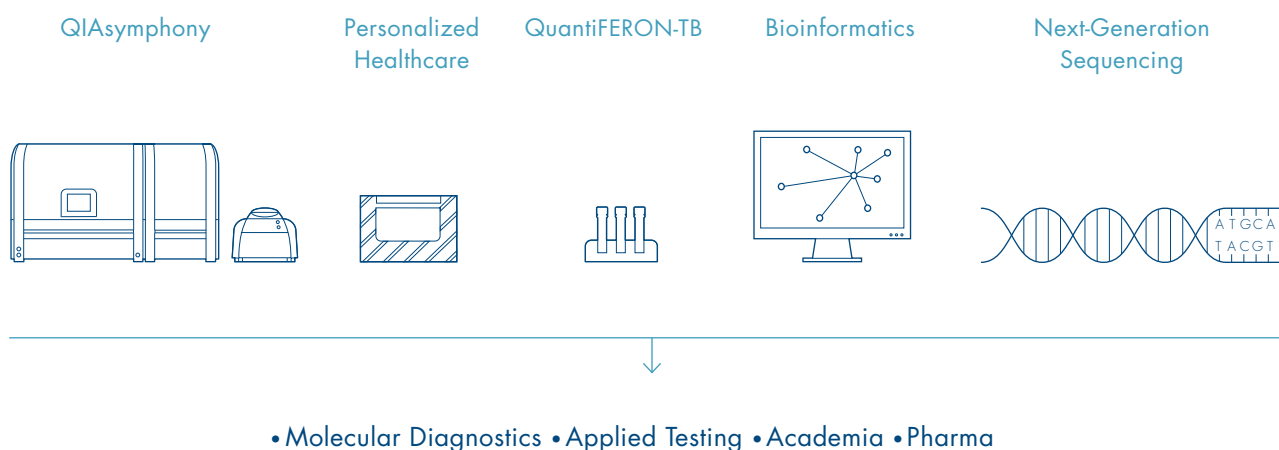 QIAsymphony
Personalized
Healthcare
QuantiFERON-TB
Bioinformatics
Next-Generation
Sequencing
ATGCA
TACGT
•Molecular Diagnostics •Applied Testing •Academia •Pharma